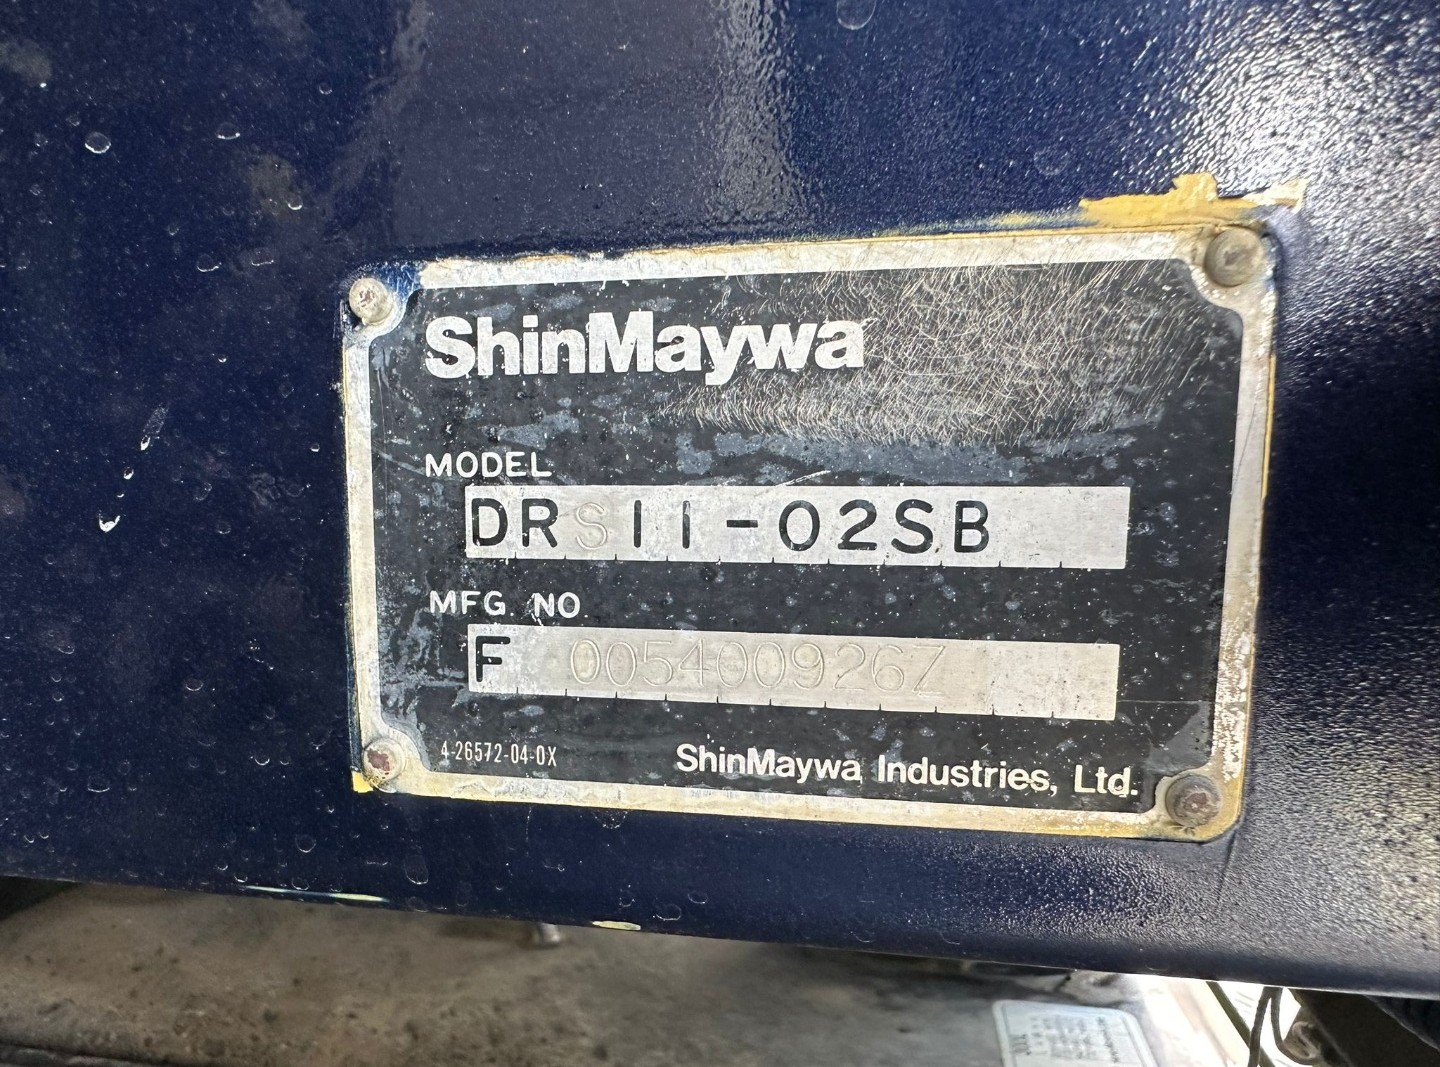 ShinMaywa
MODEL
DRS11-02SB
MFG NO
F 005400926Z
4-26572-04-0X
ShinMaywa Industries, Ltd.